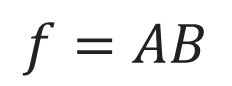 f = AB